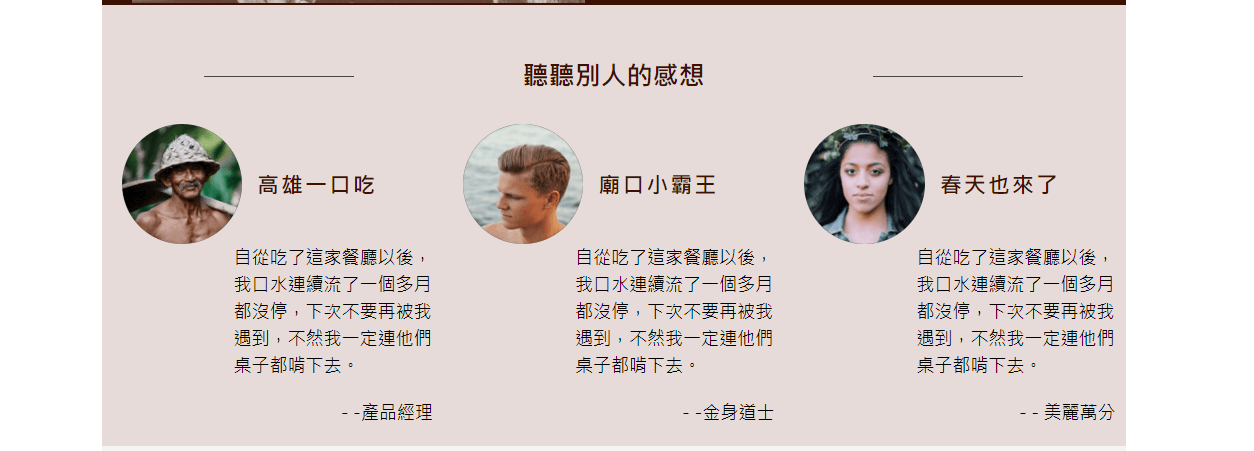 聽聽別人的感想
高雄一口吃
自從吃了這家餐廳以後，
我口水連續流了一個多月
都沒停，下次不要再被我
遇到，不然我一定連他們
桌子都啃下去。
- -產品經理
廟口小霸王
自從吃了這家餐廳以後，
我口水連續流了一個多月
都沒停，下次不要再被我
遇到，不然我一定連他們
桌子都啃下去。
- -金身道士
春天也來了
自從吃了這家餐廳以後，
我口水連續流了一個多月
都沒停，下次不要再被我
遇到，不然我一定連他們
桌子都啃下去。
- - 美麗萬分